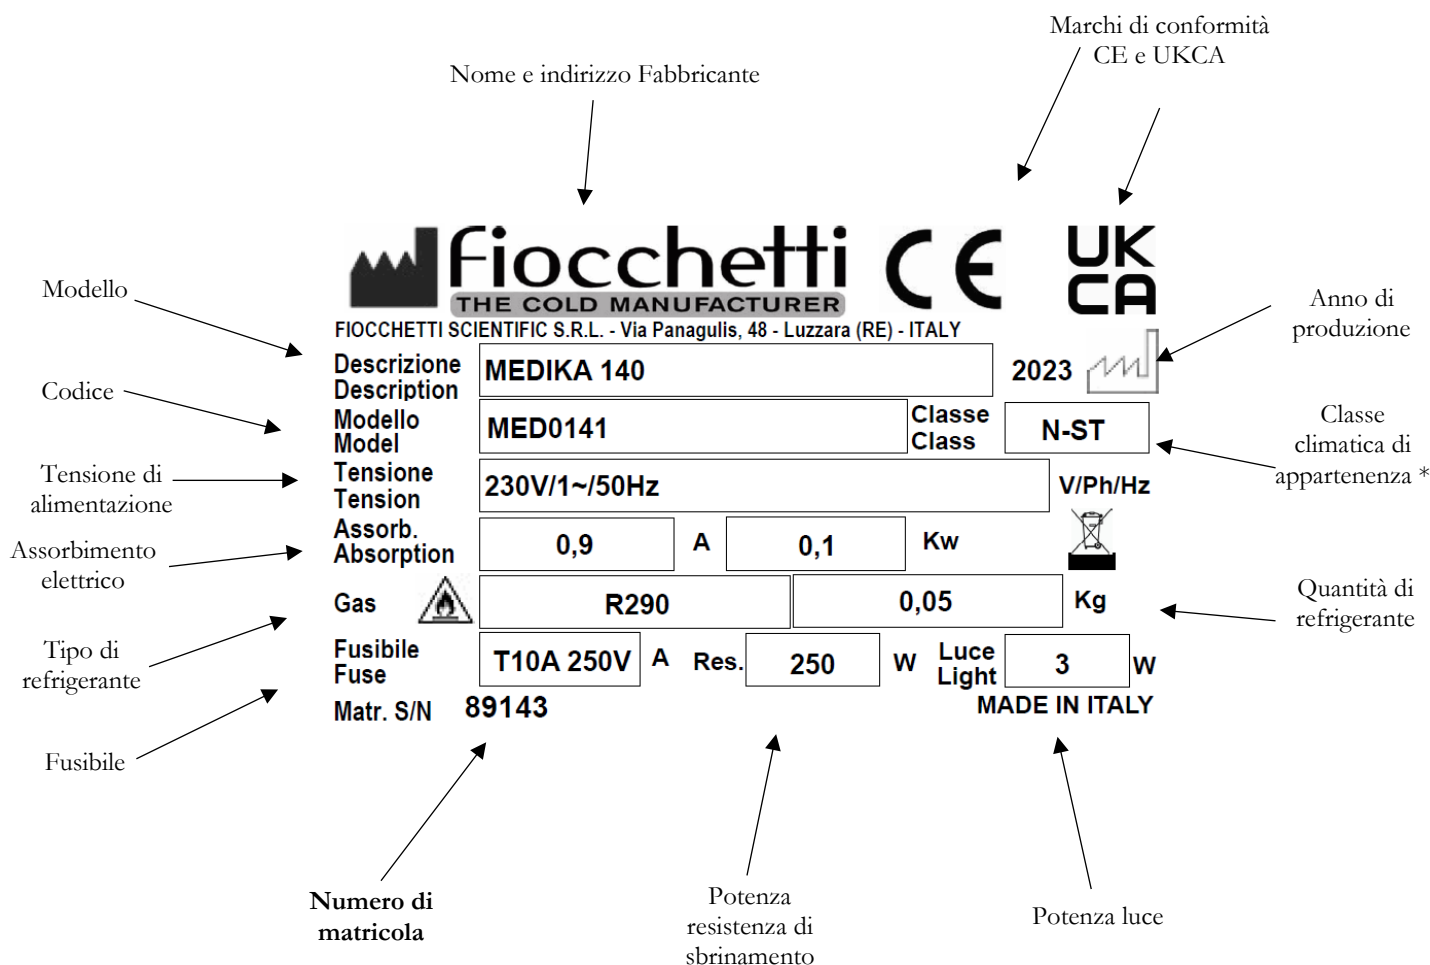 Marchi di conformità
CE e UKCA
Nome e indirizzo Fabbricante
fiocchetti
THE COLD MANUFACTURER
CE
UK
CA
FIOCCHETTI SCIENTIFIC S.R.L. - Via Panagulis, 48 - Luzzara (RE) - ITALY
Modello
Anno di
produzione
Descrizione
Description
MEDIKA 140
2023
Codice
Modello
Model
MED0141
Classe
Class
N-ST
Classe
climatica di
appartenenza *
Tensione di
alimentazione
Tensione
Tension
230V/1~/50Hz
V/Ph/Hz
Assorbimento
elettrico
Assorb.
Absorption
0,9
A
0,1
Kw
Gas
R290
0,05
Kg
Quantità di
refrigerante
Tipo di
refrigerante
Fusibile
Fuse
T10A 250V
A
Res.
250
W
Luce
Light
3
W
Matr. S/N
89143
MADE IN ITALY
Fusibile
Numero di
matricola
Potenza
resistenza di
sbrinamento
Potenza luce